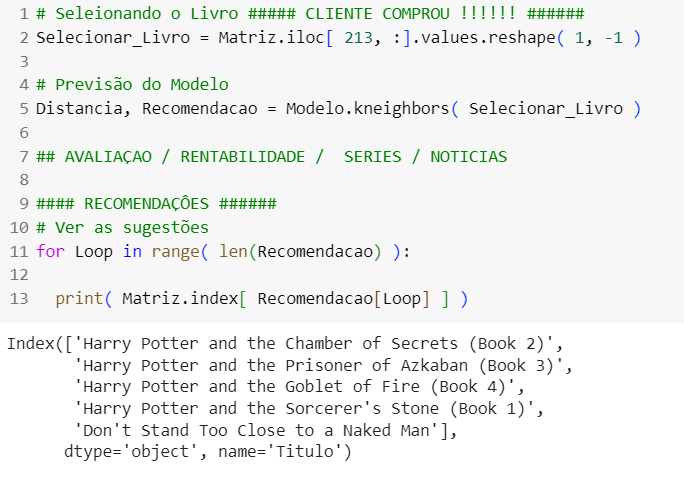 1 # Seleionando o Livro ##### CLIENTE COMPROU !!!!!! ######
2 Selecionar_Livro = Matriz.iloc[ 213, :].values.reshape( 1, -1 )
3
4 # Previsão do Modelo
5 Distancia, Recomendacao = Modelo.kneighbors( Selecionar_Livro )
6
7 ## AVALIAÇAO / RENTABILIDADE /  SERIES / NOTICIAS
8
9 #### RECOMENDAÇÔES ######
10 # Ver as sugestões
11 for Loop in range( len(Recomendacao) ):
12
13   print( Matriz.index[ Recomendacao[Loop] ] )
Index(['Harry Potter and the Chamber of Secrets (Book 2)',
       'Harry Potter and the Prisoner of Azkaban (Book 3)',
       'Harry Potter and the Goblet of Fire (Book 4)',
       'Harry Potter and the Sorcerer's Stone (Book 1)',
       'Don't Stand Too Close to a Naked Man'],
      dtype='object', name='Titulo')